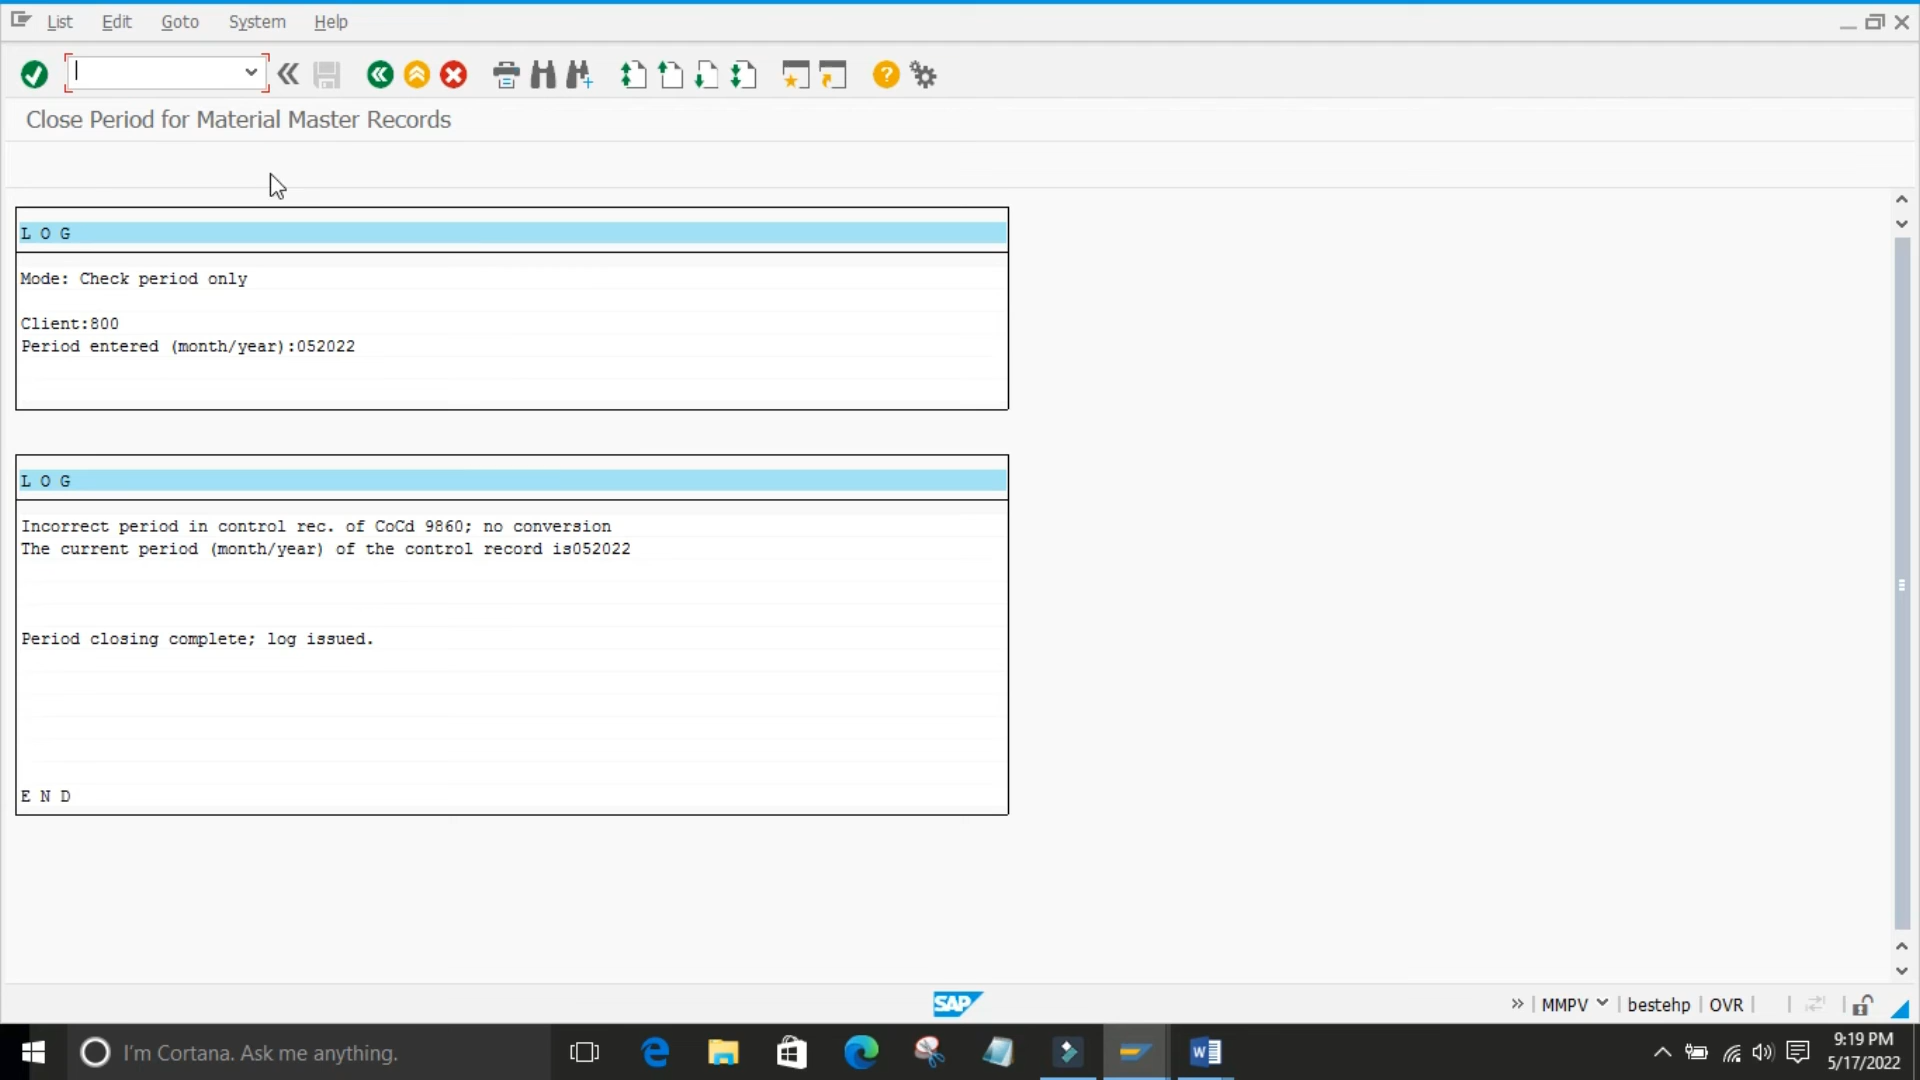 List Edit Goto System Help
Close Period for Material Master Records
L O G
Mode: Check period only
Client:800
Period entered (month/year):052022
L O G
Incorrect period in control rec. of CoCd 9860; no conversion
The current period (month/year) of the control record is052022
Period closing complete; log issued.
E N D
SAP
MMPV bestehp OVR
I'm Cortana. Ask me anything.
9:19 PM
5/17/2022